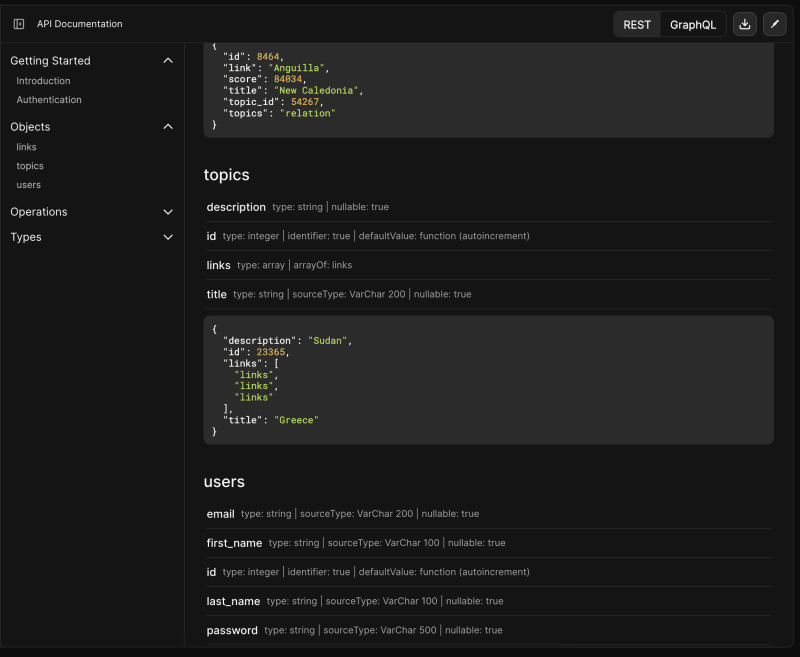 API Documentation
REST
GraphQL
Getting Started
Introduction
Authentication
Objects
links
topics
users
Operations
Types
{
"id": 8464,
"link": "Anguilla",
"score": 84034,
"title": "New Caledonia",
"topic_id": 54267,
"topics": "relation"
}
topics
description type: string | nullable: true
id type: integer | identifier: true | defaultValue: function (autoincrement)
links type: array | arrayOf: links
title type: string | sourceType: VarChar 200 | nullable: true
{
"description": "Sudan",
"id": 23365,
"links": [
"links",
"links",
"links"
],
"title": "Greece"
}
users
email type: string | sourceType: VarChar 200 | nullable: true
first_name type: string | sourceType: VarChar 100 | nullable: true
id type: integer | identifier: true | defaultValue: function (autoincrement)
last_name type: string | sourceType: VarChar 100 | nullable: true
password type: string | sourceType: VarChar 500 | nullable: true